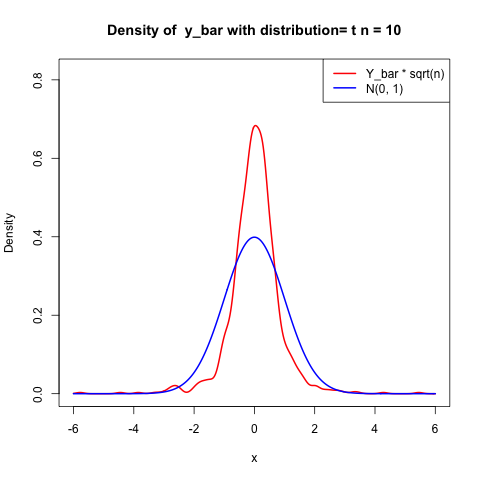 Density of  y_bar with distribution= t n = 10
Y_bar * sqrt(n)
N(0, 1)
Density
0.8
0.6
0.4
0.2
0.0
-6 -4 -2 0 2 4 6
x